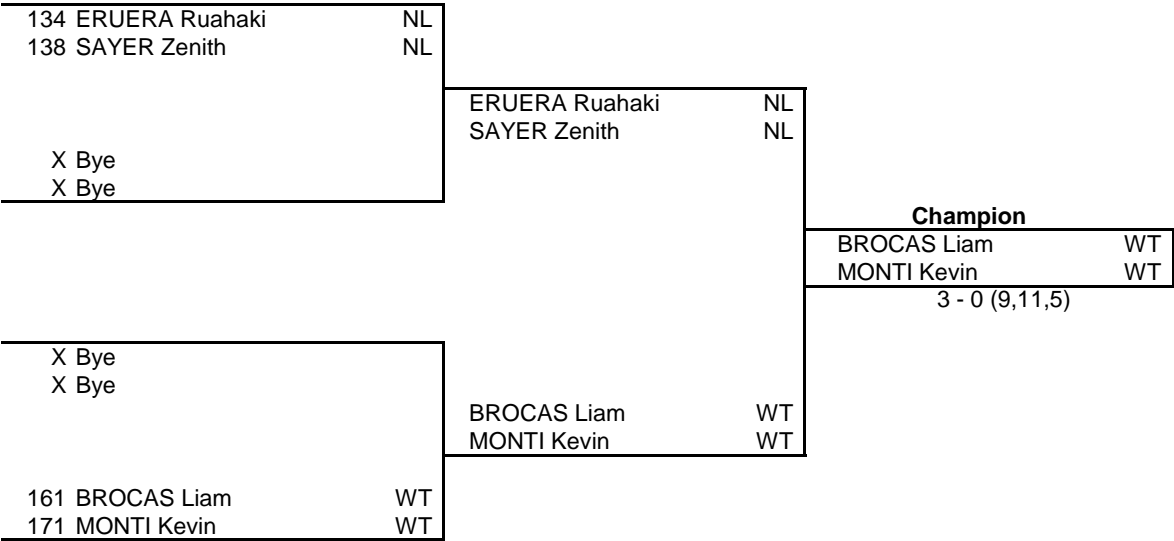 134 ERUERA Ruahaki NL
138 SAYER Zenith NL
ERUERA Ruahaki NL
SAYER Zenith NL
X Bye
X Bye
Champion
BROCAS Liam WT
MONTI Kevin WT
3 - 0 (9,11,5)
X Bye
X Bye
BROCAS Liam WT
MONTI Kevin WT
161 BROCAS Liam WT
171 MONTI Kevin WT